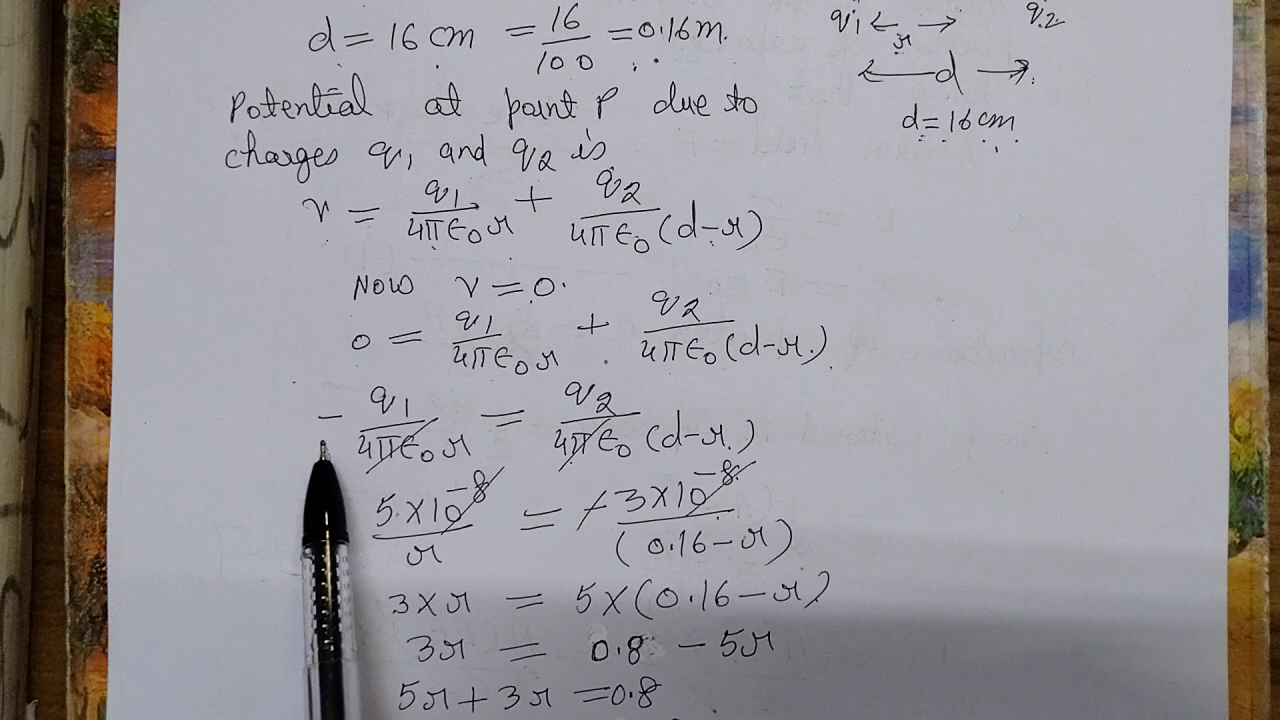 d = 16 cm = 16/100 = 0.16m.
q1 ← r → q2
← d →
d = 16 cm
Potential at point P due to
charges q1 and q2 is
V = q1/4πϵ0r + q2/4πϵ0(d-r)
Now V = 0.
0 = q1/4πϵ0r + q2/4πϵ0(d-r)
- q1/4πϵ0r = q2/4πϵ0(d-r)
5×10^-8/r = -3×10^-8/(0.16-r)
3×r = 5×(0.16-r)
3r = 0.8 - 5r
5r+3r = 0.8